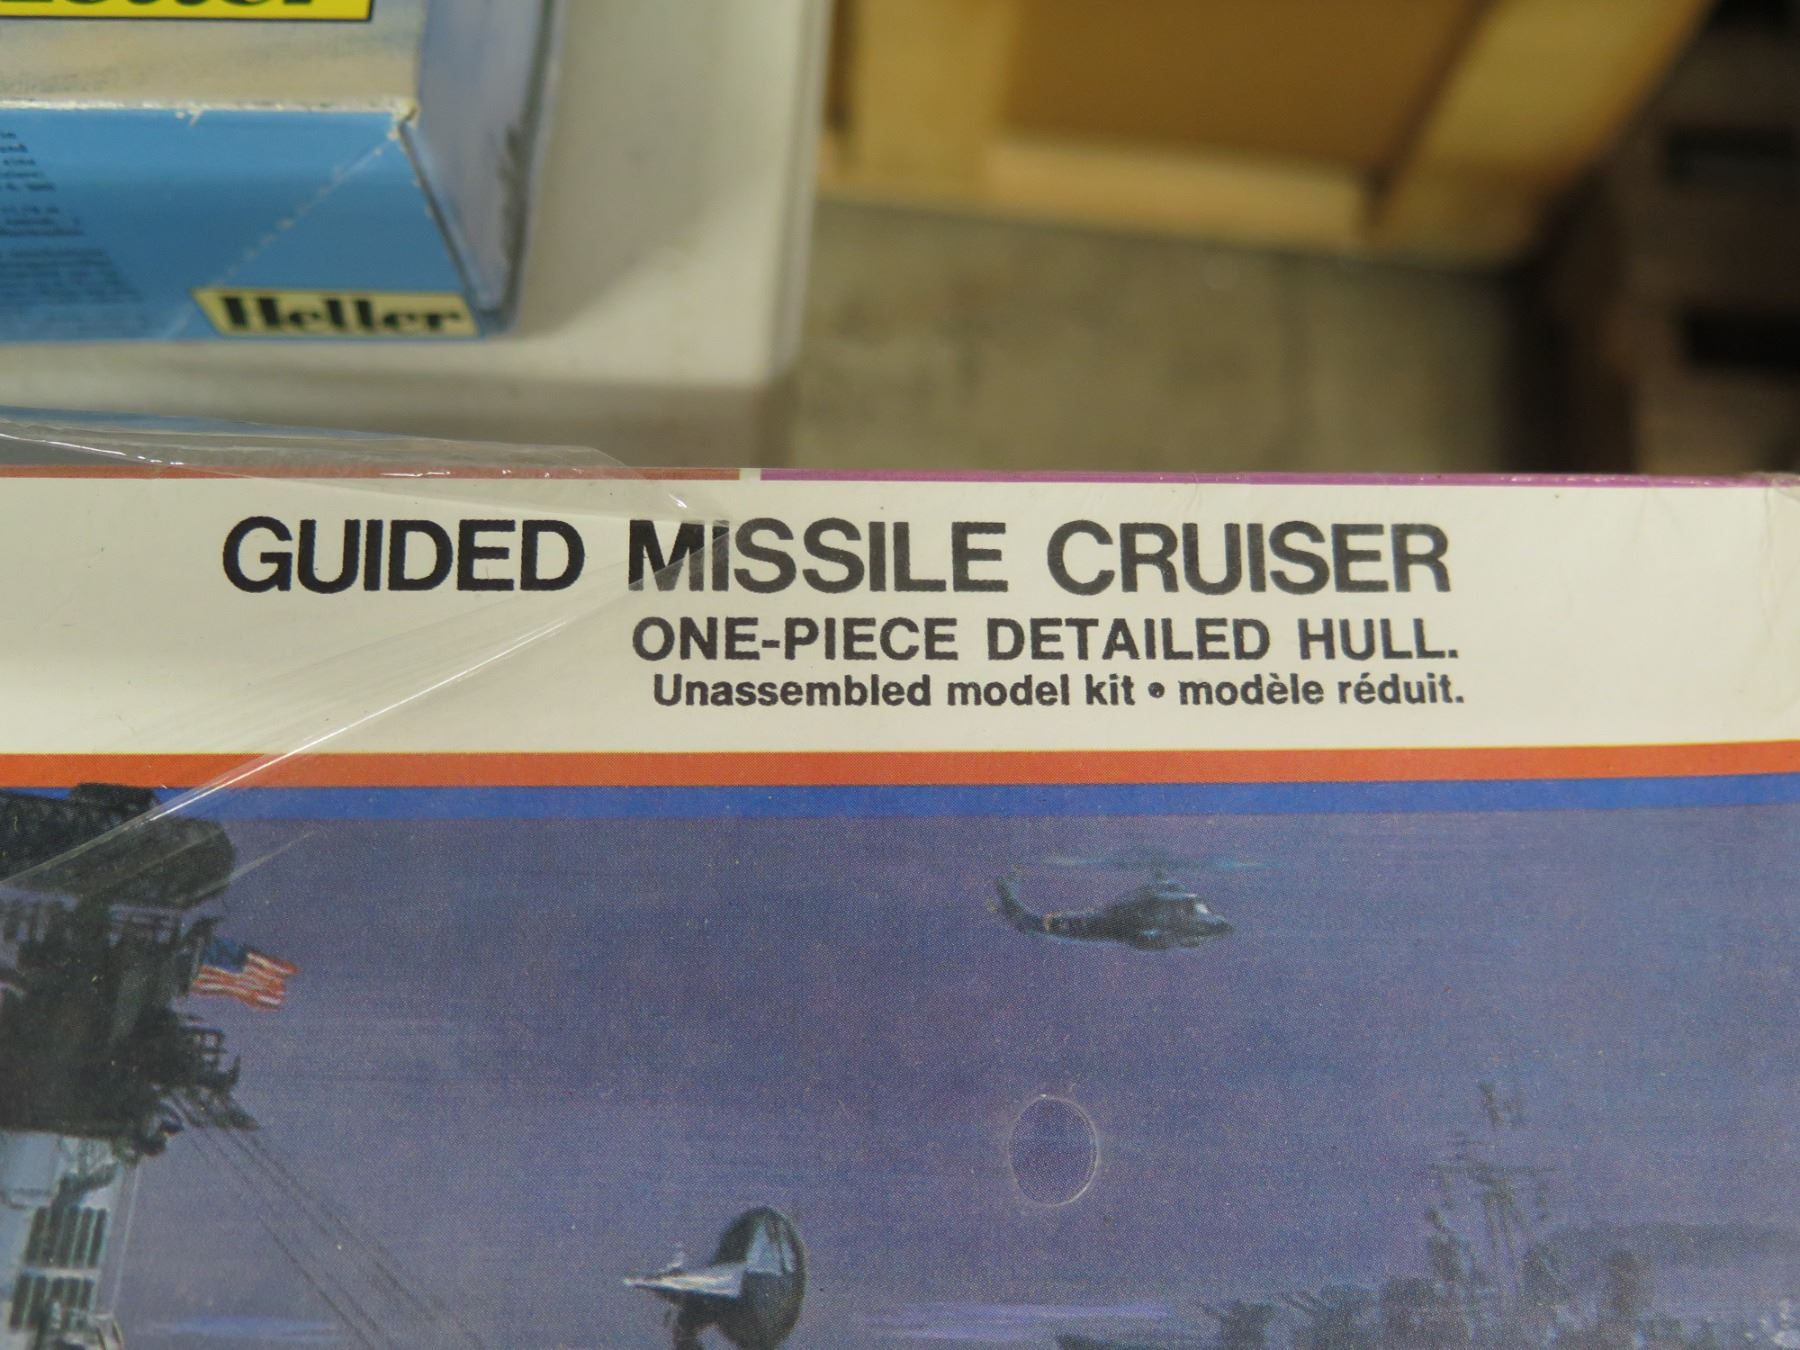 Heller
GUIDED MISSILE CRUISER
ONE-PIECE DETAILED HULL.
Unassembled model kit • modèle réduit.